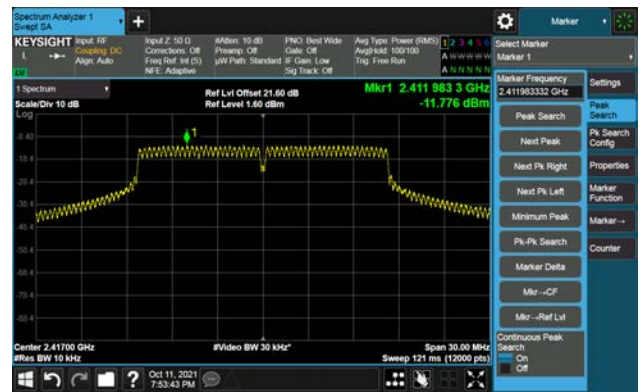 Spectrum Analyzer 1
Swept SA
Marker
KEYSIGHT
Input: RF
Coupling: DC
Align: Auto
Input Z: 50 Ω
Corrections: Off
Freq Ref: Int (S)
NFE: Adaptive
#Atten: 10 dB
Preamp: Off
µW Path: Standard
PNO: Best Wide
Gate: Off
IF Gain: Low
Sig Track: Off
Avg Type: Power (RMS)
Avg|Hold: 100/100
Trig: Free Run
1 2 3 4 5 6
A W W W W W
A N N N N N
L
LV
1 Spectrum
Scale/Div 10 dB
Log
Ref Lvl Offset 21.60 dB
Ref Level 1.60 dBm
Mkr1 2.411 983 3 GHz
-11.776 dBm
1
-8.40
-18.4
-28.4
-38.4
-48.4
-58.4
-68.4
-88.4
Center 2.41700 GHz
#Res BW 10 kHz
#Video BW 30 kHz*
Span 30.00 MHz
Sweep 121 ms (12000 pts)
Select Marker
Marker 1
Marker Frequency
2.411983332 GHz
Peak Search
Next Peak
Next Pk Right
Next Pk Left
Minimum Peak
Pk-Pk Search
Marker Delta
Mkr→CF
Mkr→Ref Lvl
Continuous Peak
Search
On
Off
Settings
Peak
Search
Pk Search
Config
Properties
Marker
Function
Marker→
Counter
Oct 11, 2021
7:53:43 PM